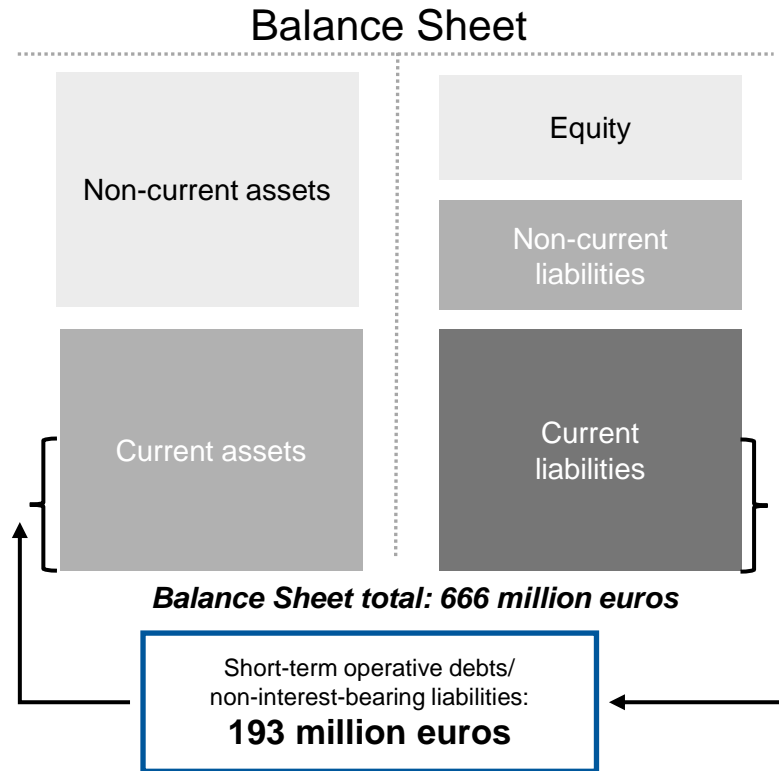 Balance Sheet
Non-current assets
Equity
Non-current
liabilities
Current assets
Current
liabilities
Balance Sheet total: 666 million euros
Short-term operative debts/
non-interest-bearing liabilities:
193 million euros